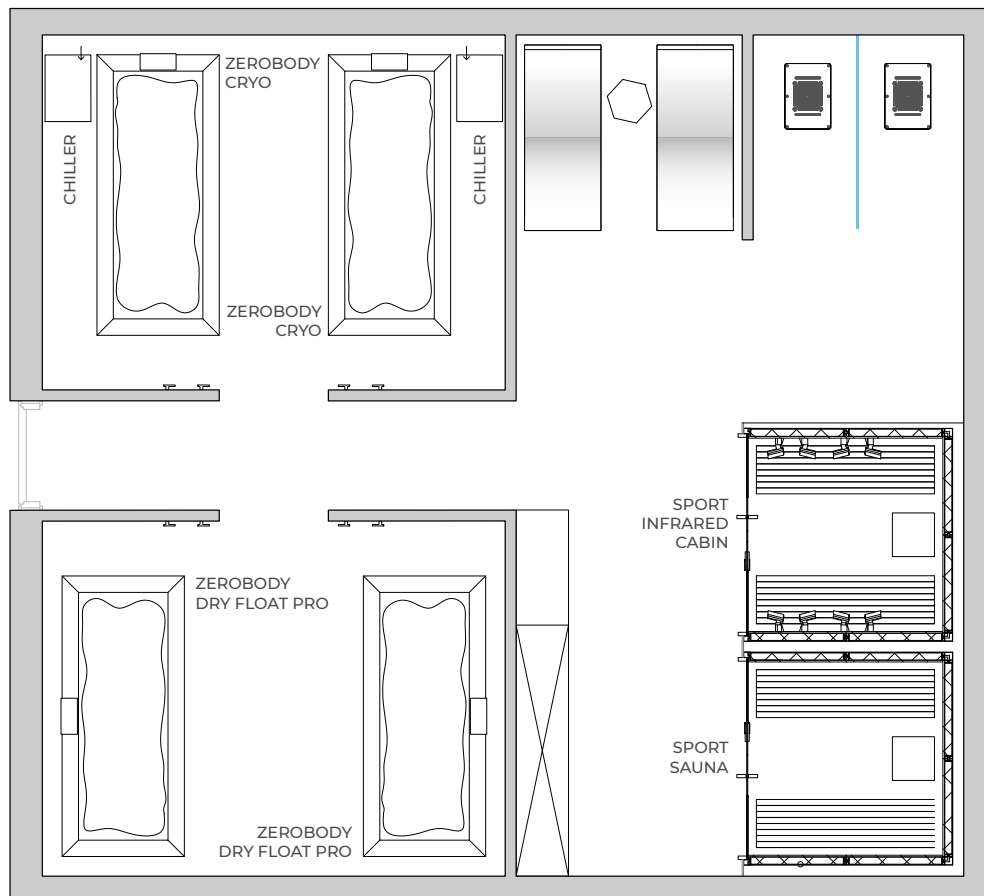 ZEROBODY
CRYO
CHILLER
CHILLER
ZEROBODY
CRYO
SPORT
INFRARED
CABIN
ZEROBODY
DRY FLOAT PRO
SPORT
SAUNA
ZEROBODY
DRY FLOAT PRO